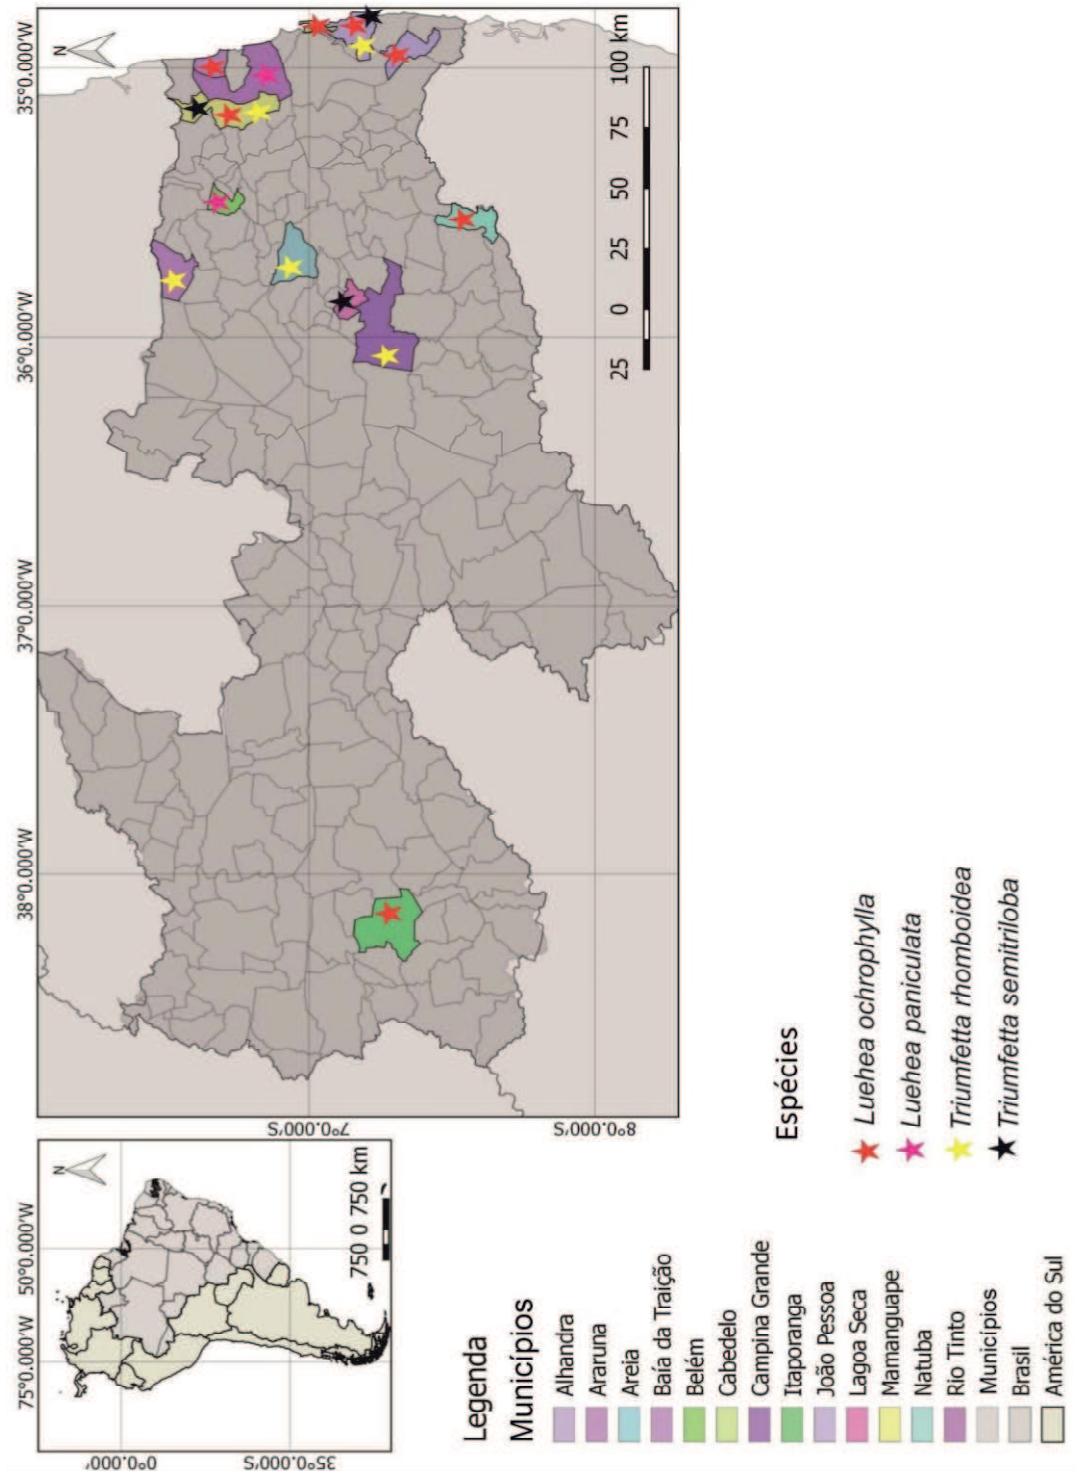 75°0.000'W
50°0.000'W
0°0.000'
35°0.000'S
N
750 0 750 km
38°0.000'W
37°0.000'W
36°0.000'W
35°0.000'W
7°0.000'S
8°0.000'S
N
25 0 25 50 75 100 km
Legenda
Municípios
Alhandra
Araruna
Areia
Baía da Traição
Belém
Cabedelo
Campina Grande
Itaporanga
João Pessoa
Lagoa Seca
Mamanguape
Natuba
Rio Tinto
Municipios
Brasil
América do Sul
Espécies
Luehea ochrophylla
Luehea paniculata
Triumfetta rhomboidea
Triumfetta semitriloba